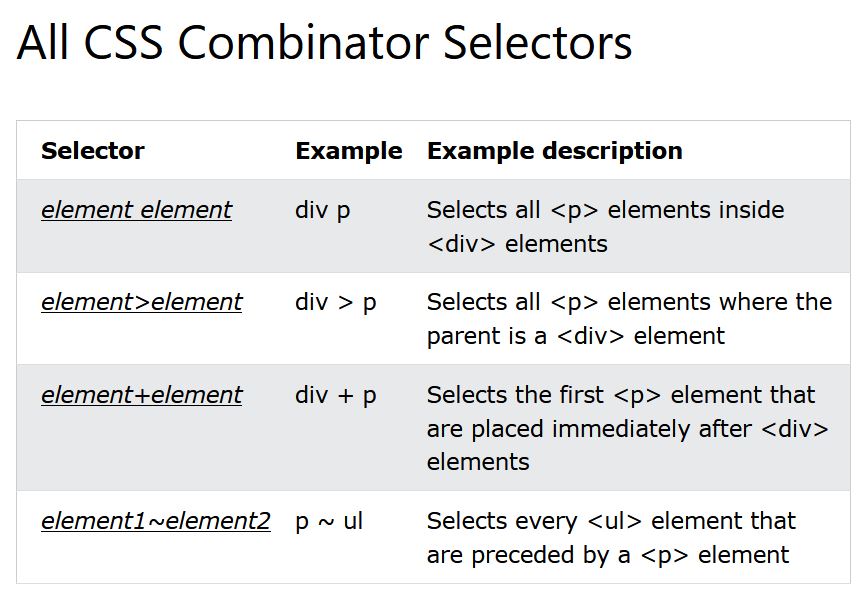 All CSS Combinator Selectors
Selector Example Example description
element element div p Selects all <p> elements inside
<div> elements
element>element div > p Selects all <p> elements where the
parent is a <div> element
element+element div + p Selects the first <p> element that
are placed immediately after <div>
elements
element1~element2 p ~ ul Selects every <ul> element that
are preceded by a <p> element